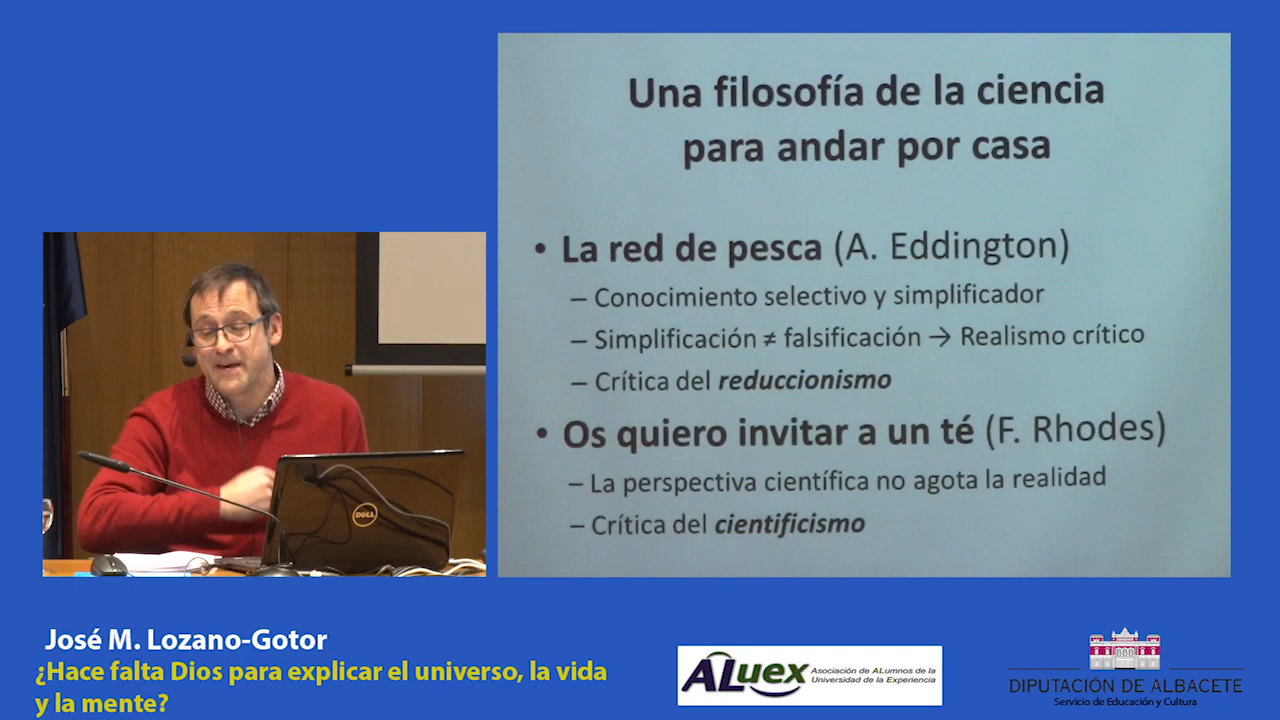 Una filosofía de la ciencia
para andar por casa
• La red de pesca (A. Eddington)
– Conocimiento selectivo y simplificador
– Simplificación ≠ falsificación → Realismo crítico
– Crítica del reduccionismo
• Os quiero invitar a un té (F. Rhodes)
– La perspectiva científica no agota la realidad
– Crítica del cientificismo
DELL
José M. Lozano-Gotor
¿Hace falta Dios para explicar el universo, la vida
y la mente?
ALuex
Asociación de ALumnos de la
Universidad de la Experiencia
DIPUTACIÓN DE ALBACETE
Servicio de Educación y Cultura